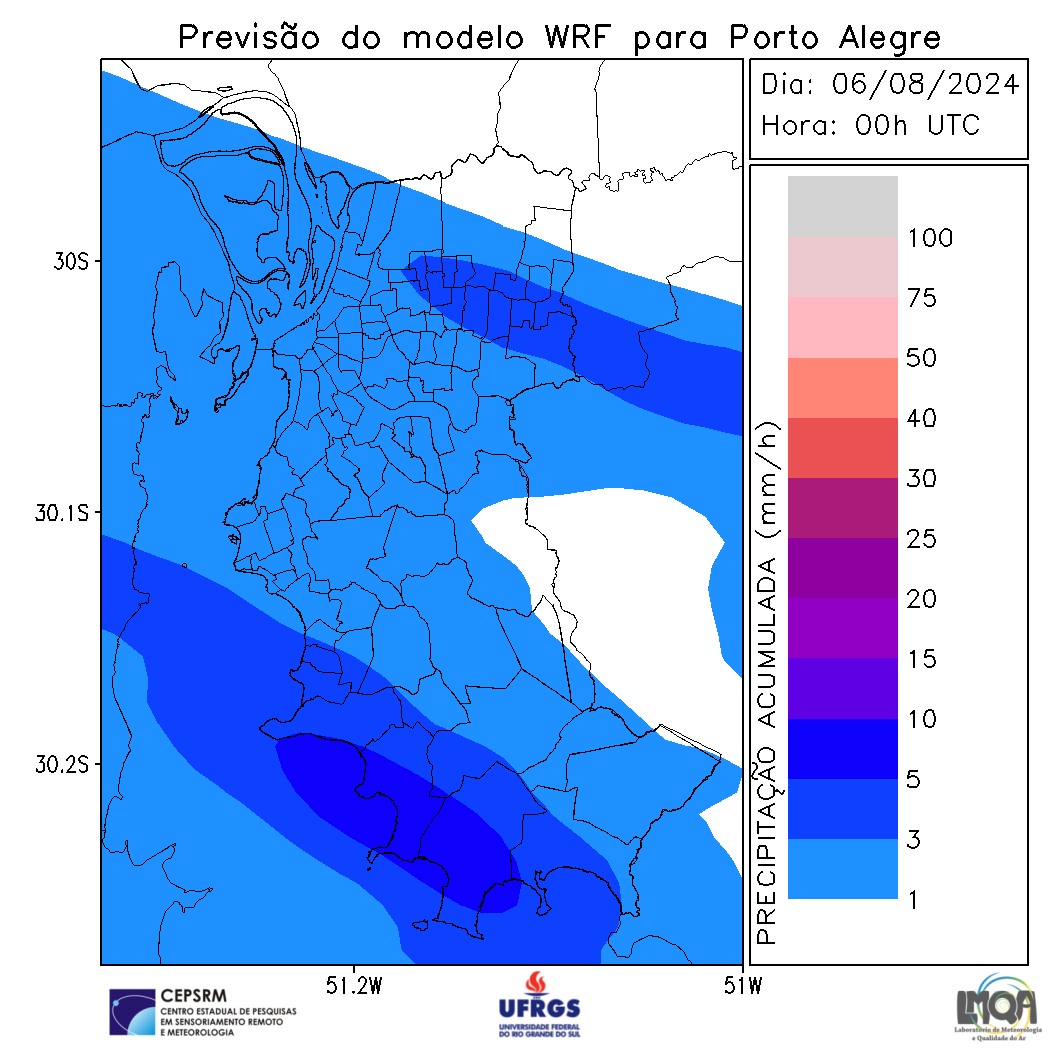 Previsão do modelo WRF para Porto Alegre
Dia: 06/08/2024
Hora: 00h UTC
30S
30.1S
30.2S
51.2W
51W
PRECIPITAÇÃO ACUMULADA (mm/h)
100
75
50
40
30
25
20
15
10
5
3
1
CEPSRM
CENTRO ESTADUAL DE PESQUISAS
EM SENSORIAMENTO REMOTO
E METEOROLOGIA
UFRGS
UNIVERSIDADE FEDERAL
DO RIO GRANDE DO SUL
LMQA
Laboratório de Meteorologia
e Qualidade do Ar